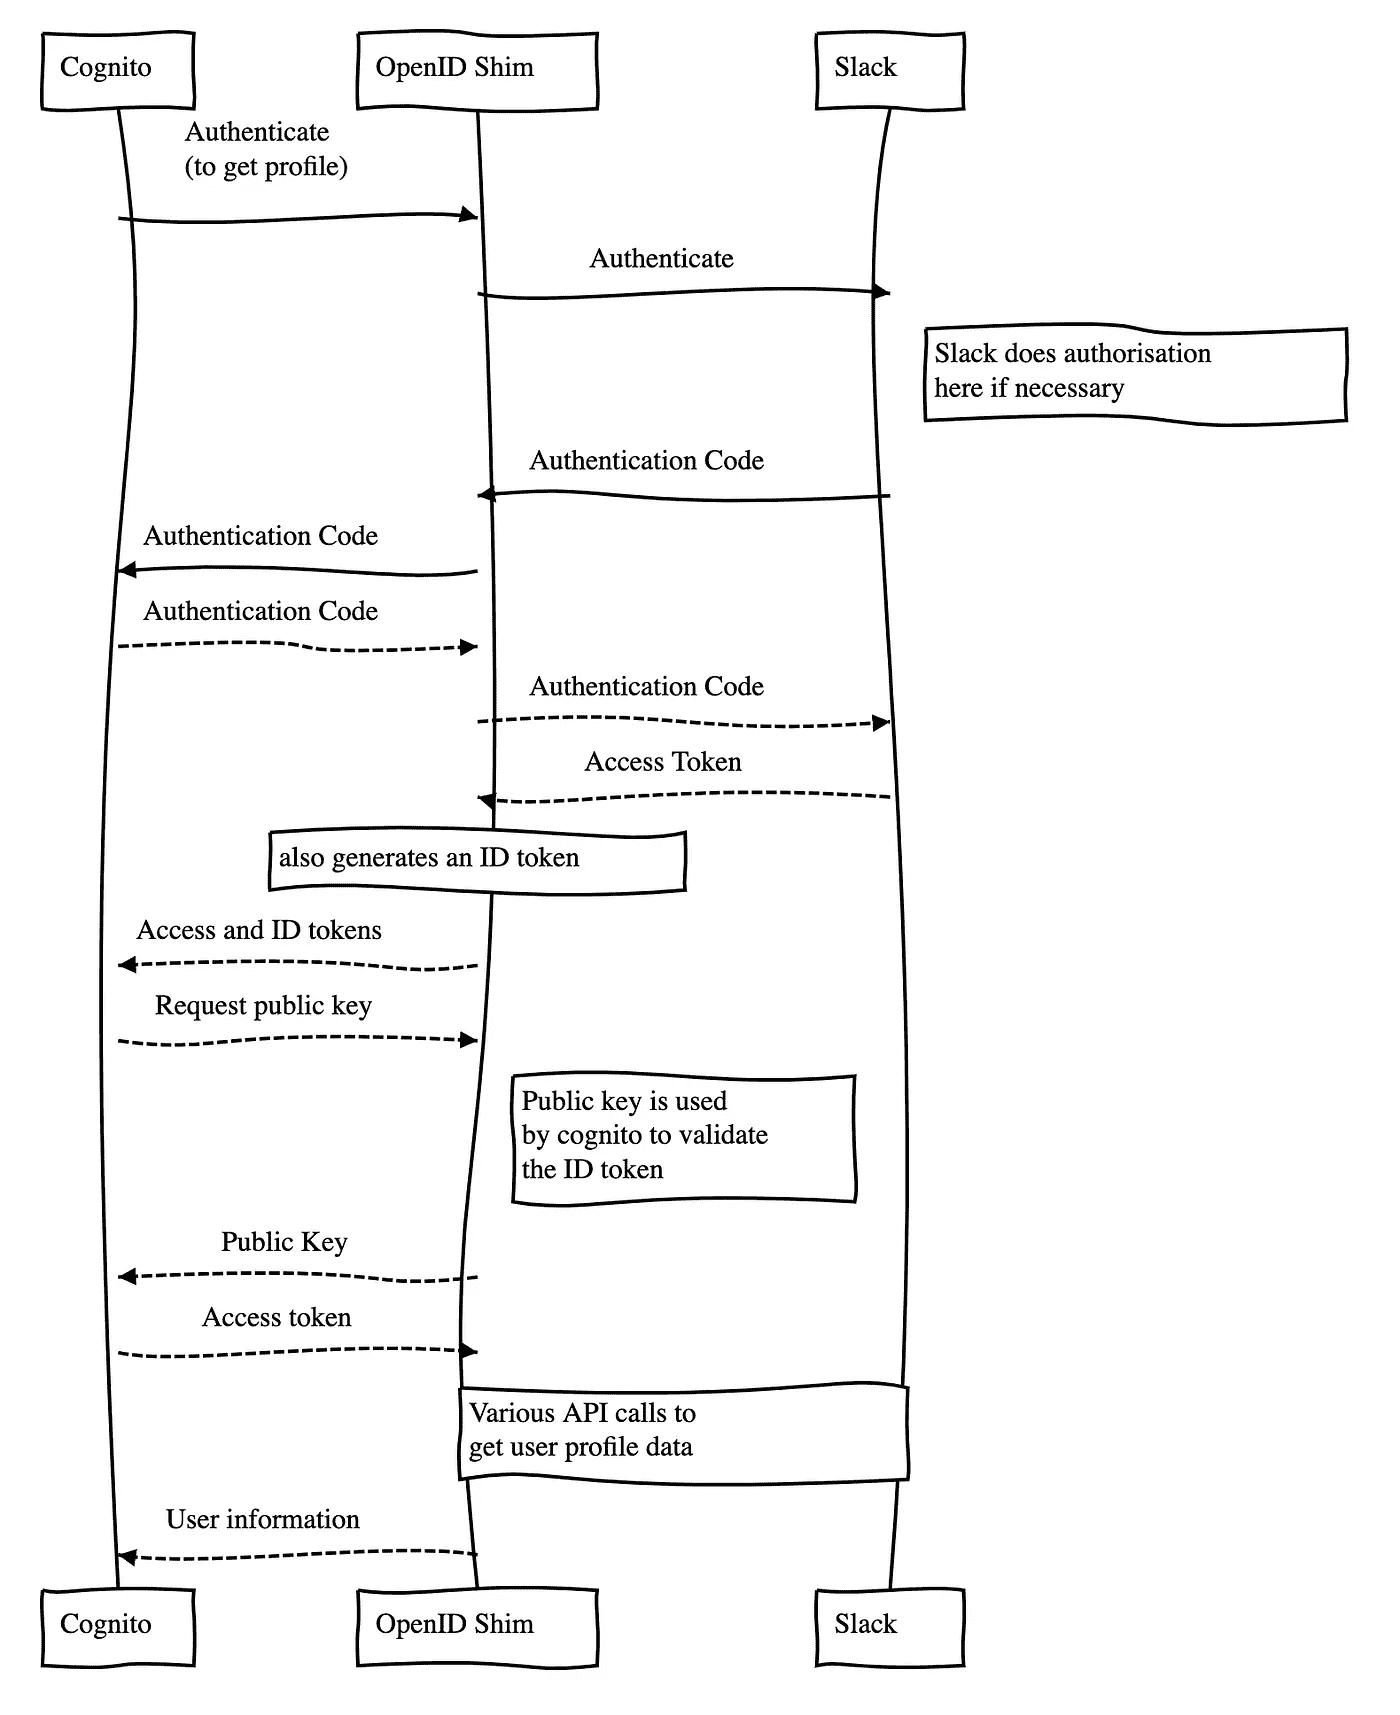 Cognito
OpenID Shim
Slack
Authenticate
(to get profile)
Authenticate
Slack does authorisation
here if necessary
Authentication Code
Authentication Code
Authentication Code
Authentication Code
Access Token
also generates an ID token
Access and ID tokens
Request public key
Public key is used
by cognito to validate
the ID token
Public Key
Access token
Various API calls to
get user profile data
User information
Cognito
OpenID Shim
Slack